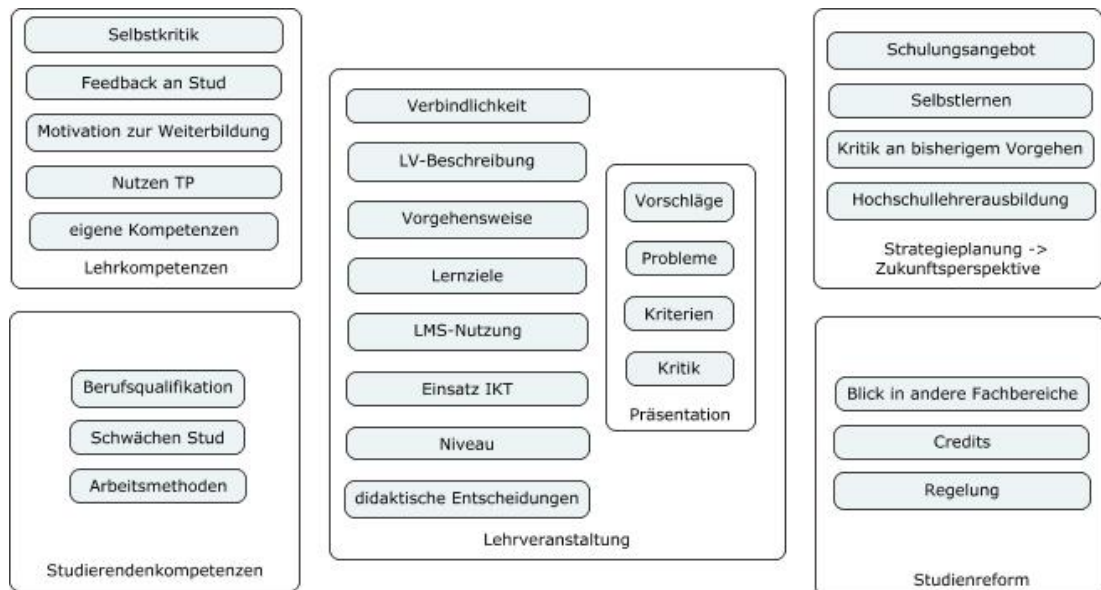 Selbstkritik
Feedback an Stud
Motivation zur Weiterbildung
Nutzen TP
eigene Kompetenzen
Lehrkompetenzen
Berufsqualifikation
Schwächen Stud
Arbeitsmethoden
Studierendenkompetenzen
Verbindlichkeit
LV-Beschreibung
Vorgehensweise
Lernziele
LMS-Nutzung
Einsatz IKT
Niveau
didaktische Entscheidungen
Vorschläge
Probleme
Kriterien
Kritik
Präsentation
Lehrveranstaltung
Schulungsangebot
Selbstlernen
Kritik an bisherigem Vorgehen
Hochschullehrerausbildung
Strategieplanung ->
Zukunftsperspektive
Blick in andere Fachbereiche
Credits
Regelung
Studienreform